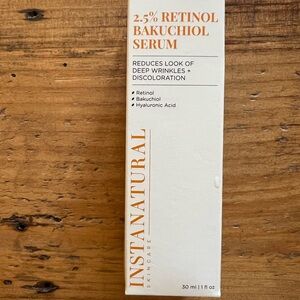 2.5% RETINOL
BAKUCHIOL
SERUM
REDUCES LOOK OF
DEEP WRINKLES +
DISCOLORATION
Retinol
Bakuchiol
Hyaluronic Acid
INSTANATURAL
SKINCARE
30 ml | 1 fl oz